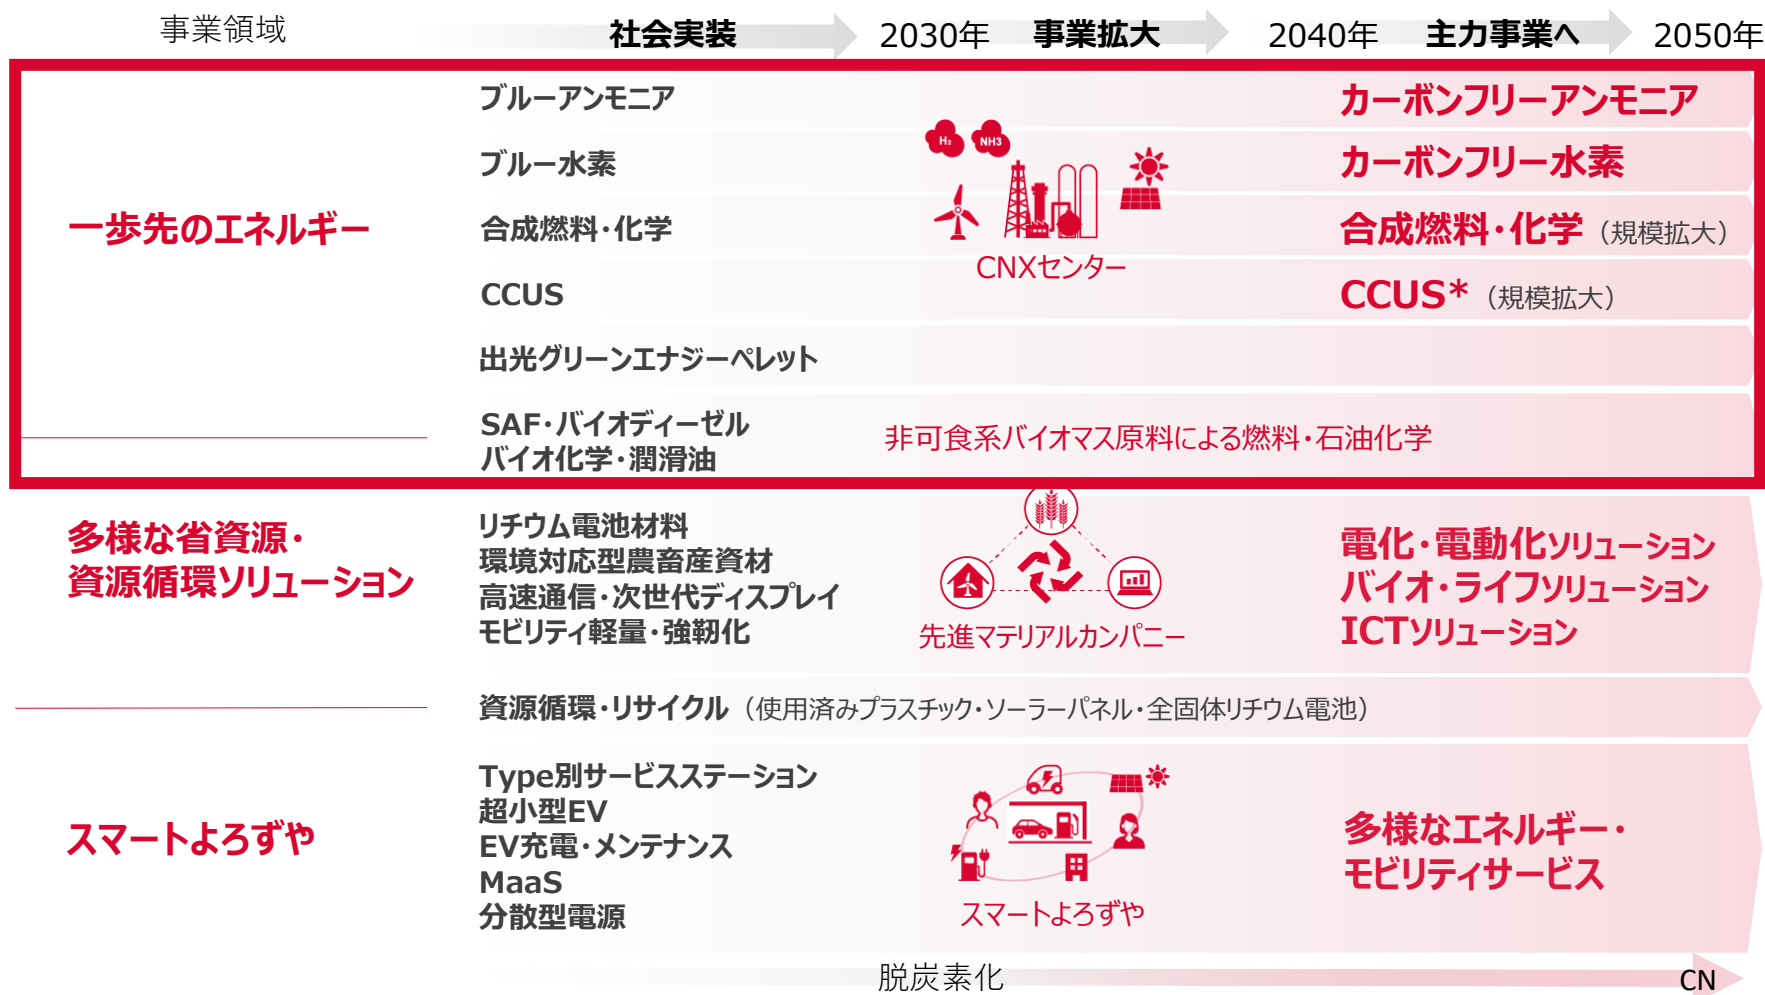 事業領域
社会実装
2030年
事業拡大
2040年
主力事業へ
2050年
一歩先のエネルギー
ブルーアンモニア
カーボンフリーアンモニア
H₂
NH3
ブルー水素
カーボンフリー水素
合成燃料・化学
合成燃料・化学（規模拡大）
CNXセンター
CCUS
CCUS*（規模拡大）
出光グリーンエナジーペレット
SAF・バイオディーゼル
バイオ化学・潤滑油
非可食系バイオマス原料による燃料・石油化学
多様な省資源・
資源循環ソリューション
リチウム電池材料
環境対応型農畜産資材
高速通信・次世代ディスプレイ
モビリティ軽量・強靭化
先進マテリアルカンパニー
電化・電動化ソリューション
バイオ・ライフソリューション
ICTソリューション
資源循環・リサイクル（使用済みプラスチック・ソーラーパネル・全固体リチウム電池）
スマートよろずや
Type別サービスステーション
超小型EV
EV充電・メンテナンス
MaaS
分散型電源
スマートよろずや
多様なエネルギー・
モビリティサービス
脱炭素化
CN